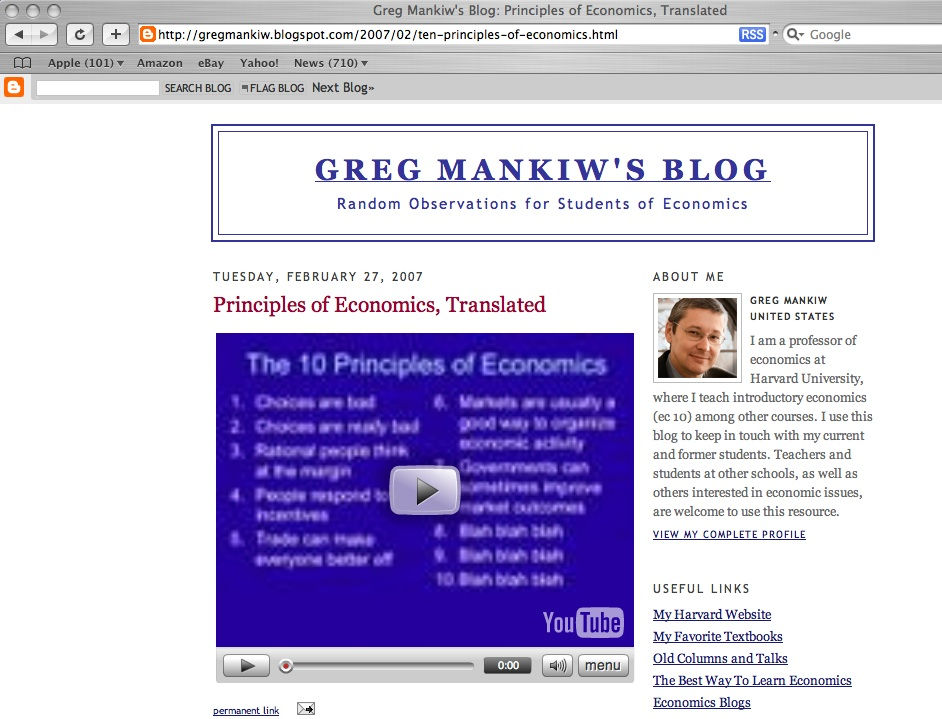 Greg Mankiw's Blog: Principles of Economics, Translated
http://gregmankiw.blogspot.com/2007/02/ten-principles-of-economics.html
RSS
Google
Apple (101)
Amazon
eBay
Yahoo!
News (710)
SEARCH BLOG
FLAG BLOG
Next Blog»
GREG MANKIW'S BLOG
Random Observations for Students of Economics
TUESDAY, FEBRUARY 27, 2007
Principles of Economics, Translated
The 10 Principles of Economics
1. Choices are bad
2. Choices are really bad
3. Rational people think
at the margin
4. People respond to
incentives
5. Trade can make
everyone better off
6. Markets are usually a
good way to organize
economic activity
7. Governments can
sometimes improve
market outcomes
8. Blah blah blah
9. Blah blah blah
10. Blah blah blah
YouTube
0:00
menu
permanent link
ABOUT ME
GREG MANKIW
UNITED STATES
I am a professor of
economics at
Harvard University,
where I teach introductory economics
(ec 10) among other courses. I use this
blog to keep in touch with my current
and former students. Teachers and
students at other schools, as well as
others interested in economic issues,
are welcome to use this resource.
VIEW MY COMPLETE PROFILE
USEFUL LINKS
My Harvard Website
My Favorite Textbooks
Old Columns and Talks
The Best Way To Learn Economics
Economics Blogs